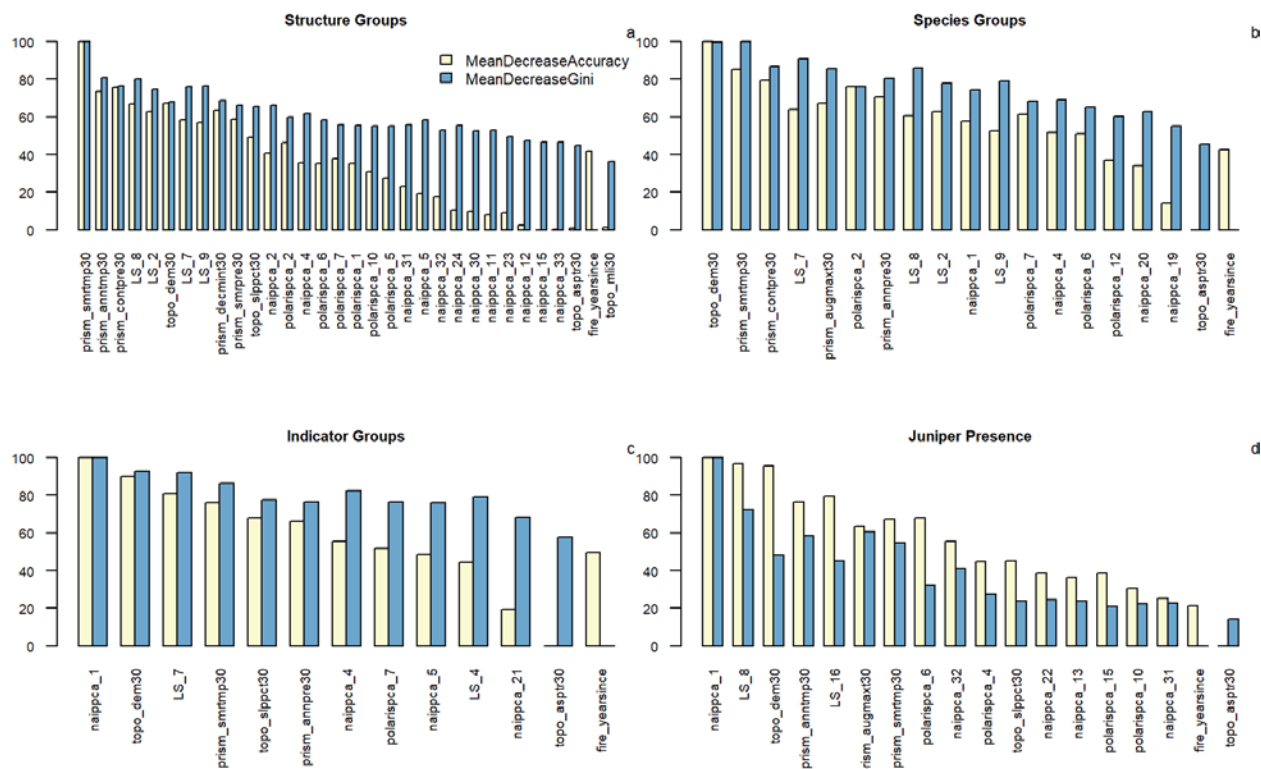 Structure Groups
a
100
80
60
40
20
0
MeanDecreaseAccuracy
MeanDecreaseGini
prism_smrtmp30
prism_anntmp30
prism_contpre30
LS_8
LS_2
topo_dem30
LS_7
LS_9
prism_decmint30
prism_smrpre30
topo_slppct30
naippca_2
polarispca_2
naippca_4
polarispca_6
polarispca_7
polarispca_1
polarispca_10
polarispca_5
naippca_31
naippca_5
naippca_32
naippca_24
naippca_30
naippca_11
naippca_23
naippca_12
naippca_15
naippca_33
topo_asptr30
fire_yearsince
topo_mli30
Species Groups
b
100
80
60
40
20
0
topo_dem30
prism_smrtmp30
prism_contpre30
LS_7
prism_augmaxt30
polarispca_2
prism_annpre30
LS_8
LS_2
naippca_1
LS_9
polarispca_7
naippca_4
polarispca_6
polarispca_12
naippca_20
naippca_19
topo_asptr30
fire_yearsince
Indicator Groups
c
100
80
60
40
20
0
naippca_1
topo_dem30
LS_7
prism_smrtmp30
topo_slppct30
prism_annpre30
naippca_4
polarispca_7
naippca_5
LS_4
naippca_21
topo_asptr30
fire_yearsince
Juniper Presence
d
100
80
60
40
20
0
naippca_1
LS_8
topo_dem30
prism_anntmp30
LS_16
rism_augmaxt30
prism_smrtmp30
polarispca_6
naippca_32
polarispca_4
topo_slppct30
naippca_22
naippca_13
polarispca_15
polarispca_10
naippca_31
fire_yearsince
topo_asptr30